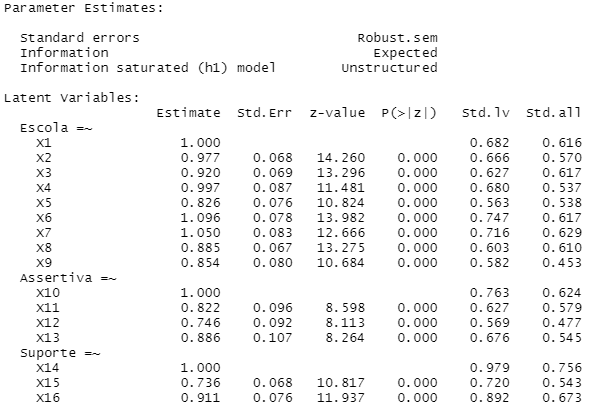 Parameter Estimates:
Standard errors Robust.sem
Information Expected
Information saturated (h1) model Unstructured
Latent Variables:
Estimate Std.Err z-value P(>|z|) Std.lv Std.all
Escola =~
X1 1.000 0.682 0.616
X2 0.977 0.068 14.260 0.000 0.666 0.570
X3 0.920 0.069 13.296 0.000 0.627 0.617
X4 0.997 0.087 11.481 0.000 0.680 0.537
X5 0.826 0.076 10.824 0.000 0.563 0.538
X6 1.096 0.078 13.982 0.000 0.747 0.617
X7 1.050 0.083 12.666 0.000 0.716 0.629
X8 0.885 0.067 13.275 0.000 0.603 0.610
X9 0.854 0.080 10.684 0.000 0.582 0.453
Assertiva =~
X10 1.000 0.763 0.624
X11 0.822 0.096 8.598 0.000 0.627 0.579
X12 0.746 0.092 8.113 0.000 0.569 0.477
X13 0.886 0.107 8.264 0.000 0.676 0.545
Suporte =~
X14 1.000 0.979 0.756
X15 0.736 0.068 10.817 0.000 0.720 0.543
X16 0.911 0.076 11.937 0.000 0.892 0.673